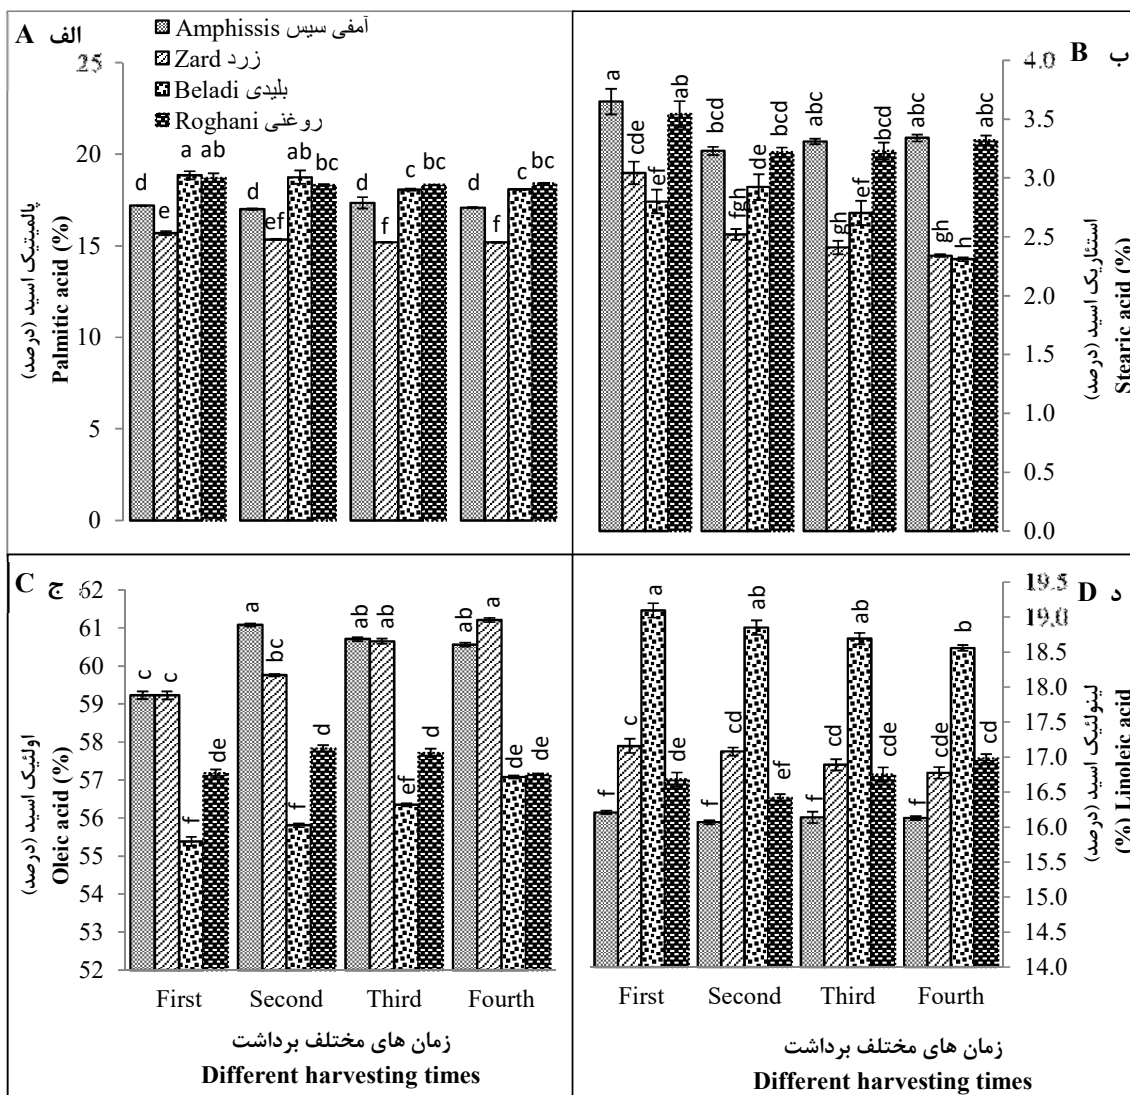 A الف
Amphissis آمفی سیس
Zard زرد
Beladi بلیدی
Roghani روغنی
25
20
15
10
5
0
پالمیتیک اسید (درصد)
Palmitic acid (%)
d e a ab
d ef ab bc
d f c bc
d f c bc
B ب
4.0
3.5
3.0
2.5
2.0
1.5
1.0
0.5
0.0
استئاریک اسید (درصد)
Stearic acid (%)
a cde ef ab
bcd fgh de bcd
abc gh ef bcd
abc gh h abc
C ج
62
61
60
59
58
57
56
55
54
53
52
اولئیک اسید (درصد)
Oleic acid (%)
c c f de
a bc f d
ab ab ef d
ab a de de
First Second Third Fourth
زمان های مختلف برداشت
Different harvesting times
D د
19.5
19.0
18.5
18.0
17.5
17.0
16.5
16.0
15.5
15.0
14.5
14.0
لینولئیک اسید (درصد)
(%) Linoleic acid
f c a de
f cd ab ef
f cd ab cde
f cde b cd
First Second Third Fourth
زمان های مختلف برداشت
Different harvesting times